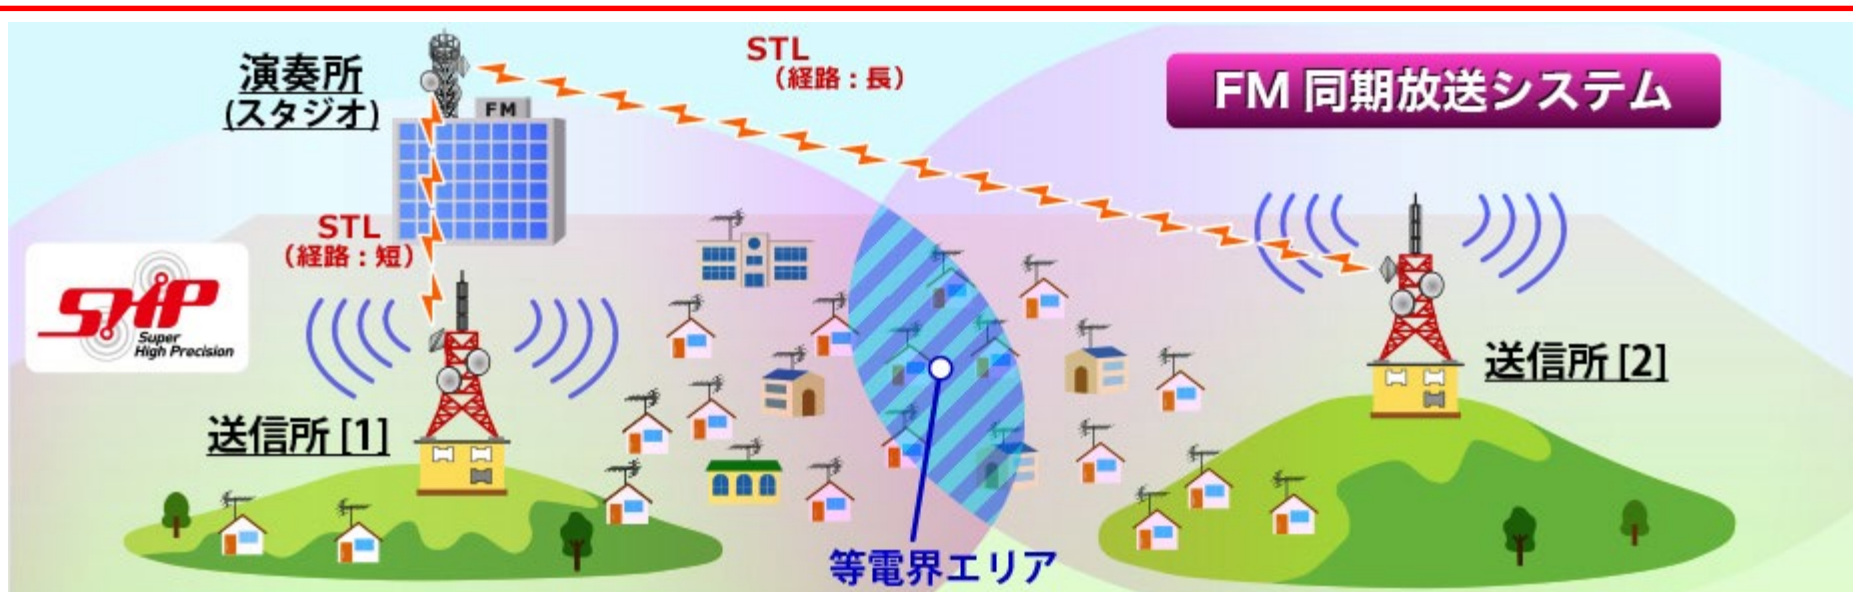 演奏所
(スタジオ)
FM
STL
(経路：長)
FM 同期放送システム
STL
(経路：短)
SHP
Super
High Precision
送信所 [1]
送信所 [2]
等電界エリア